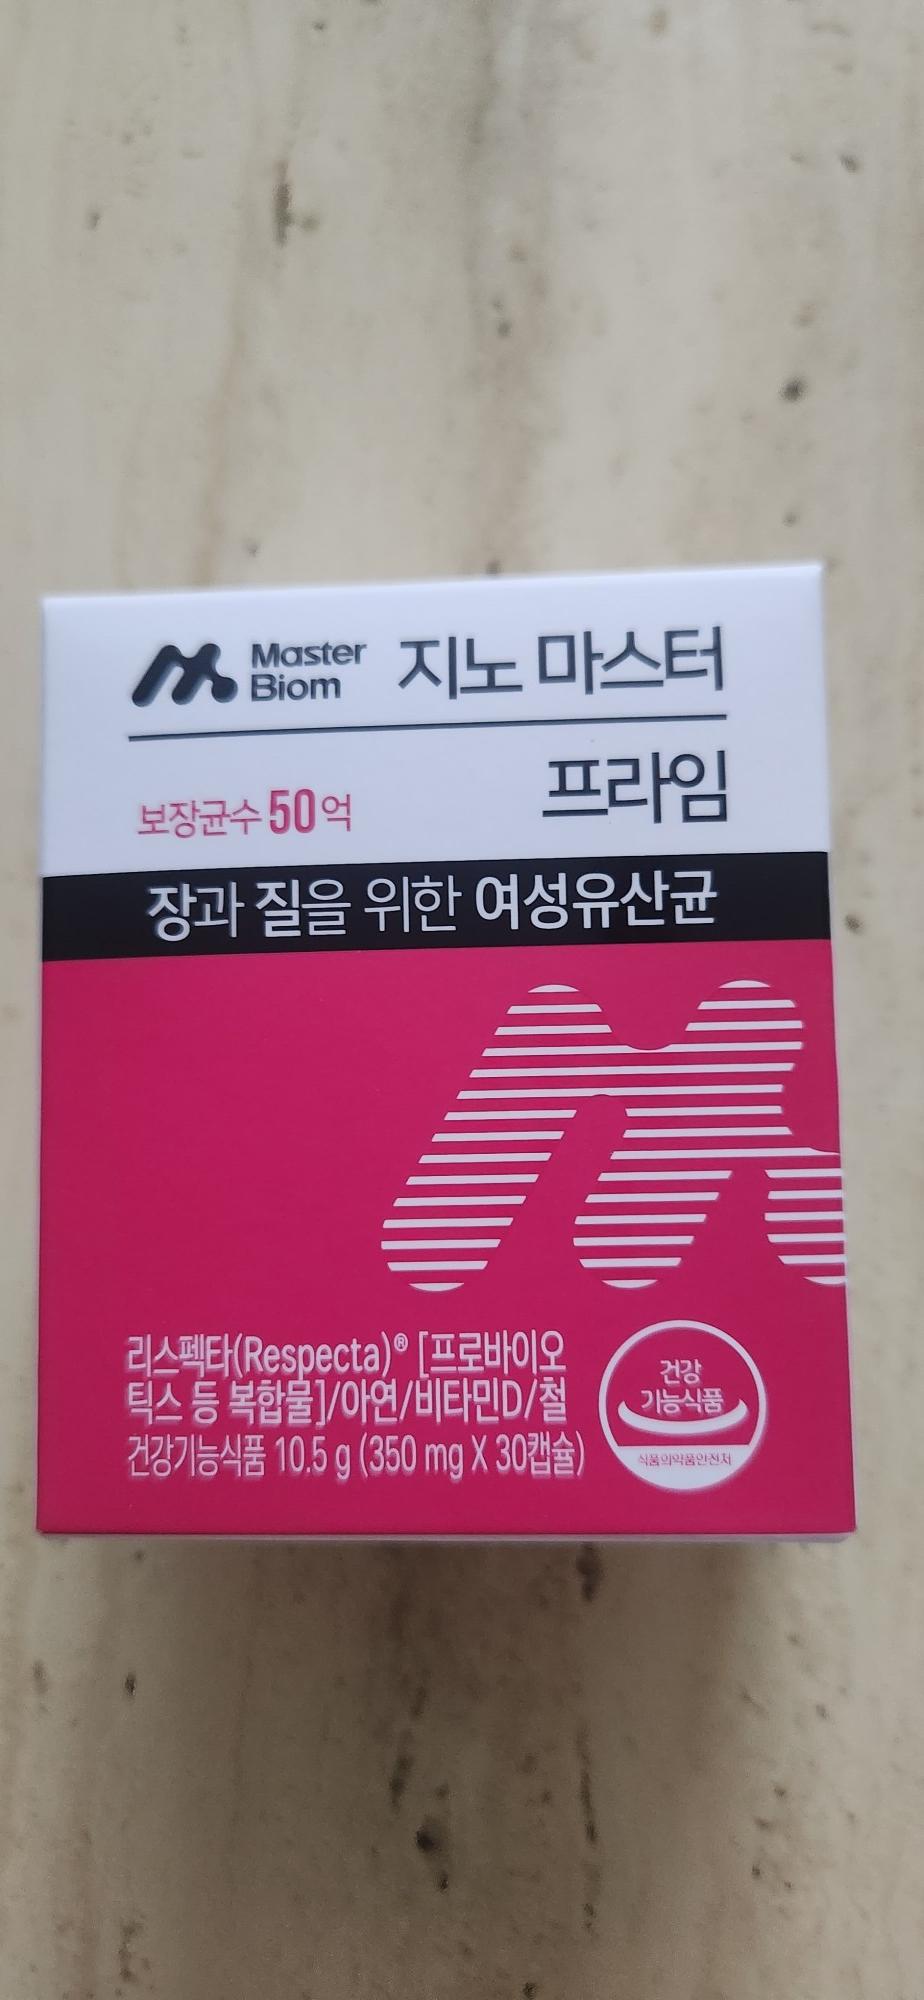 Master
Biom
지노 마스터
프라임
보장균수 50억
장과 질을 위한 여성유산균
리스펙타(Respecta)® [프로바이오
틱스 등 복합물]/아연/비타민D/철
건강기능식품 10.5 g (350 mg X 30캡슐)
건강
기능식품
식품의약품안전처